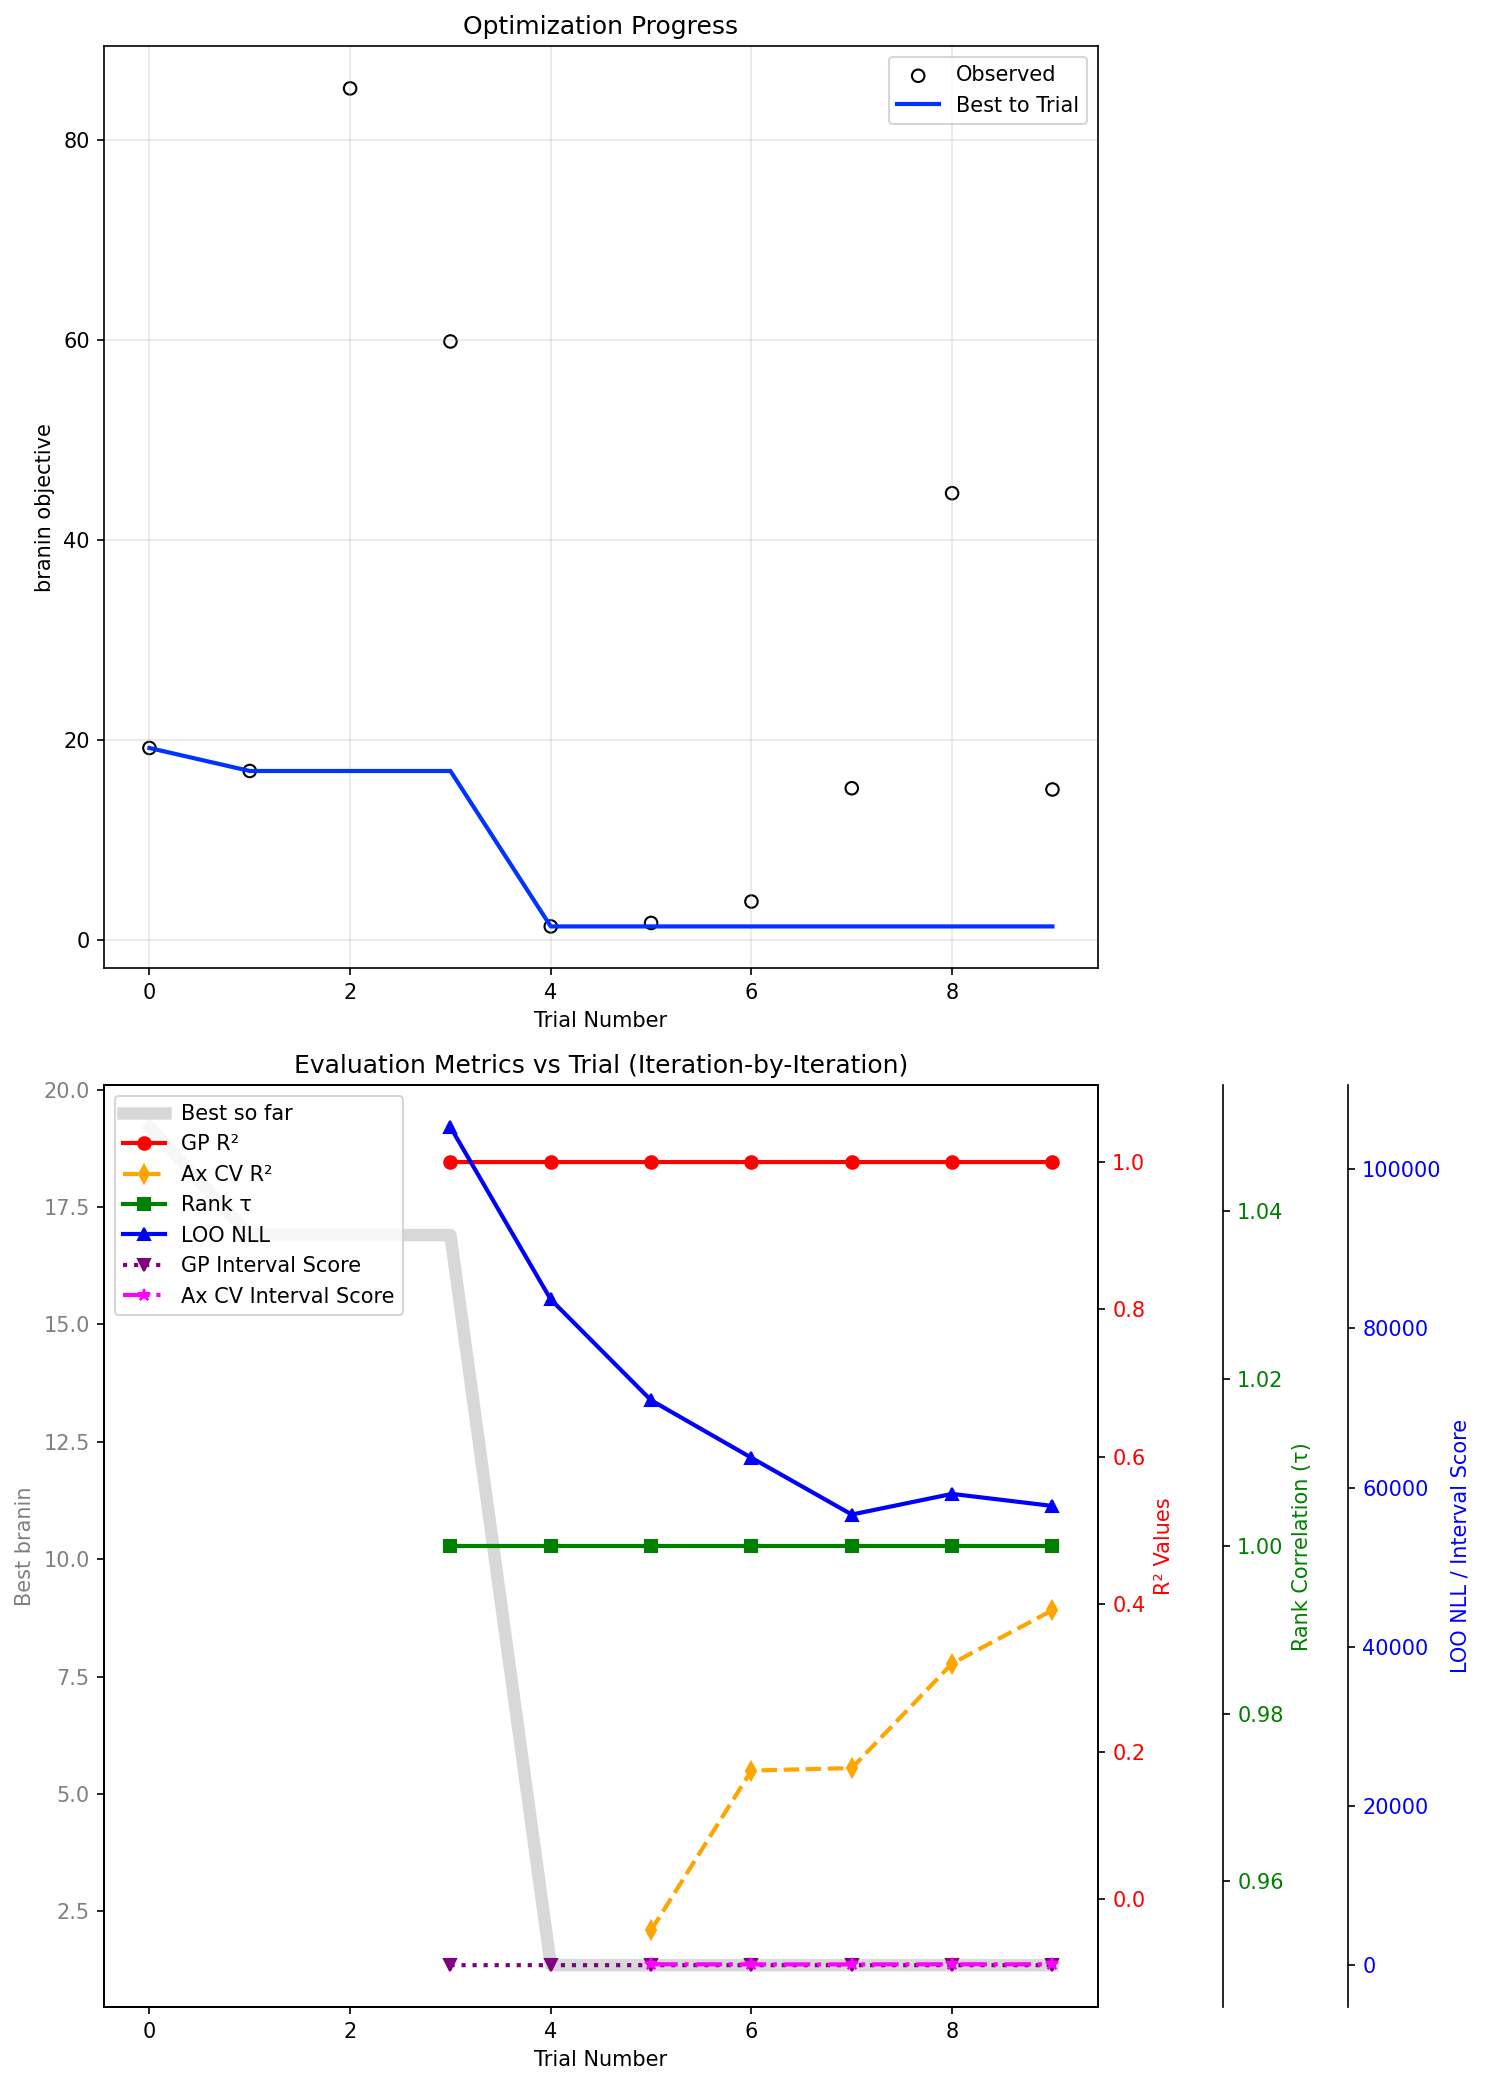 Optimization Progress
Observed
Best to Trial
branin objective
80
60
40
20
0
0 2 4 6 8
Trial Number
Evaluation Metrics vs Trial (Iteration-by-Iteration)
Best so far
GP R²
Ax CV R²
Rank τ
LOO NLL
GP Interval Score
Ax CV Interval Score
Best branin
20.0
17.5
15.0
12.5
10.0
7.5
5.0
2.5
0 2 4 6 8
Trial Number
1.0
0.8
0.6
0.4
0.2
0.0
R² Values
1.04
1.02
1.00
0.98
0.96
Rank Correlation (τ)
100000
80000
60000
40000
20000
0
LOO NLL / Interval Score